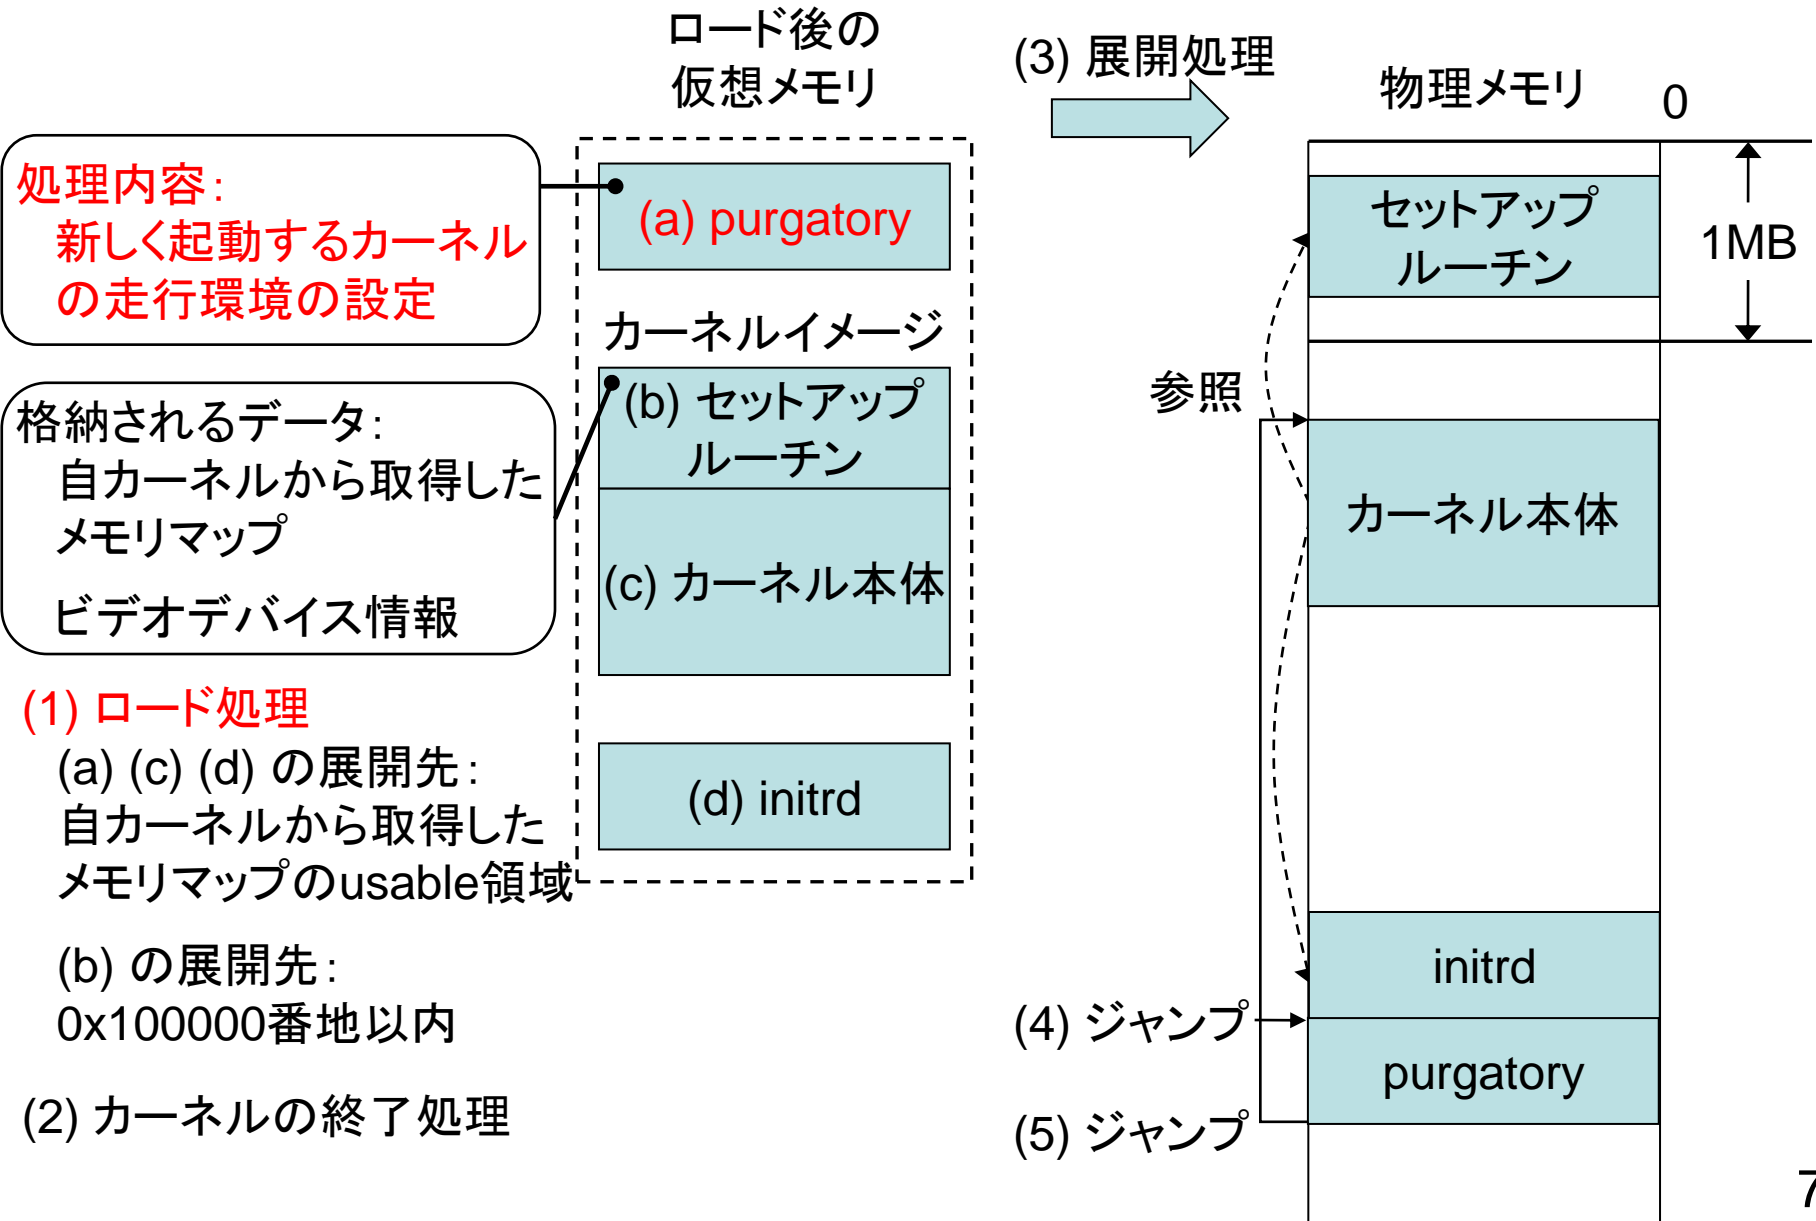 ロード後の
仮想メモリ
処理内容：
新しく起動するカーネル
の走行環境の設定
(a) purgatory
カーネルイメージ
格納されるデータ：
自カーネルから取得した
メモリマップ
ビデオデバイス情報
(b) セットアップ
ルーチン
(c) カーネル本体
(d) initrd
(1) ロード処理
(a) (c) (d) の展開先：
自カーネルから取得した
メモリマップのusable領域
(b) の展開先：
0x100000番地以内
(2) カーネルの終了処理
(3) 展開処理
物理メモリ
0
セットアップ
ルーチン
1MB
参照
カーネル本体
initrd
(4) ジャンプ
purgatory
(5) ジャンプ
7